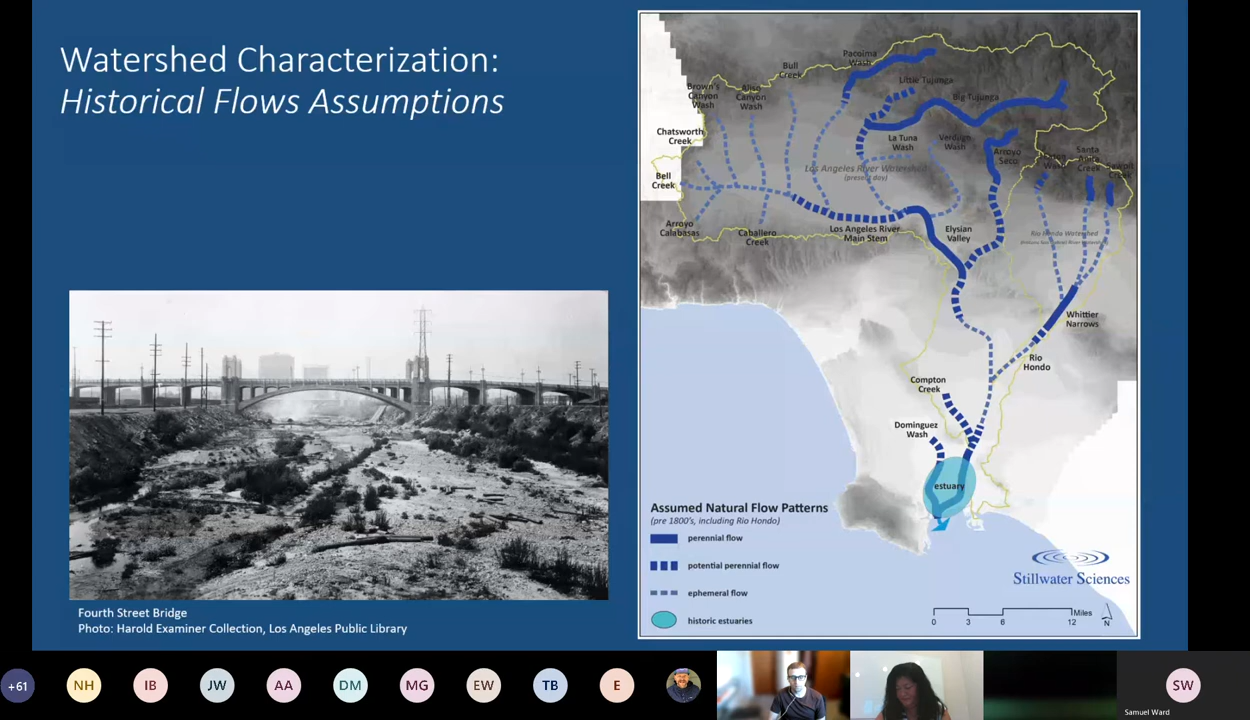 Watershed Characterization:
Historical Flows Assumptions
Pacoima
Wash
Bull
Creek
Little Tujunga
Brown's
Canyon
Wash
Aliso
Canyon
Wash
Big Tujunga
Chatsworth
Creek
La Tuna
Wash
Verdugo
Wash
Arroyo
Seco
Santa
Anita
Creek
Los Angeles River Watershed
(present day)
Bell
Creek
Arroyo
Calabasas
Caballero
Creek
Los Angeles River
Main Stem
Elysian
Valley
Rio Hondo Watershed
Whittier
Narrows
Rio
Hondo
Compton
Creek
Dominguez
Wash
estuary
Assumed Natural Flow Patterns
(pre 1800's, including Rio Hondo)
perennial flow
potential perennial flow
ephemeral flow
historic estuaries
Stillwater Sciences
Miles
0 3 6 12
N
Fourth Street Bridge
Photo: Harold Examiner Collection, Los Angeles Public Library
+61
NH
IB
JW
AA
DM
MG
EW
TB
E
SW
Samuel Ward